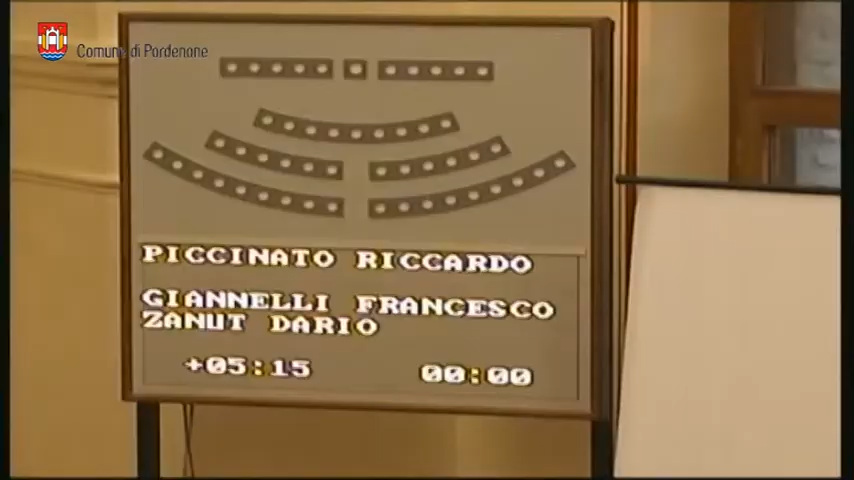 Comune di Pordenone
PICCINATO RICCARDO
GIANNELLI FRANCESCO
ZANUT DARIO
+05:15 00:00